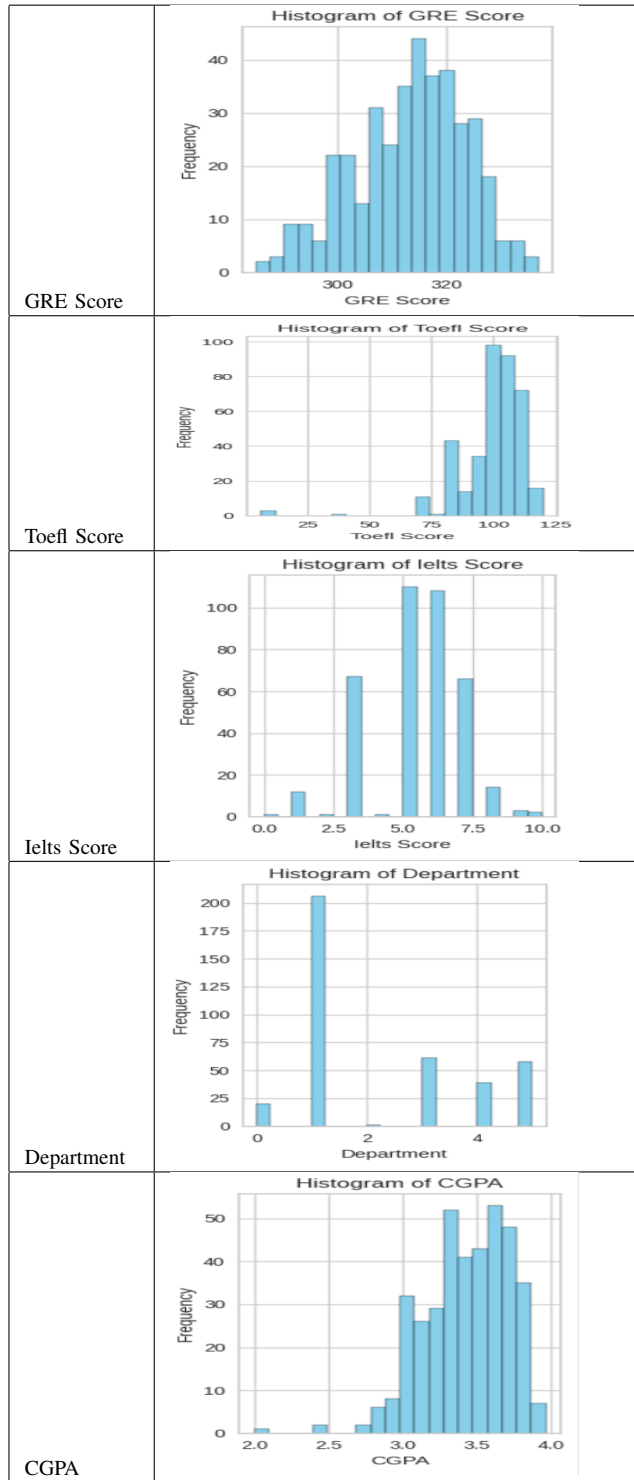 Histogram of GRE Score
40
30
20
10
0
Frequency
300 320
GRE Score
GRE Score
Histogram of Toefl Score
100
80
60
40
20
0
Frequency
25 50 75 100 125
Toefl Score
Toefl Score
Histogram of Ielts Score
100
80
60
40
20
0
Frequency
0.0 2.5 5.0 7.5 10.0
Ielts Score
Ielts Score
Histogram of Department
200
175
150
125
100
75
50
25
0
Frequency
0 2 4
Department
Department
Histogram of CGPA
50
40
30
20
10
0
Frequency
2.0 2.5 3.0 3.5 4.0
CGPA
CGPA